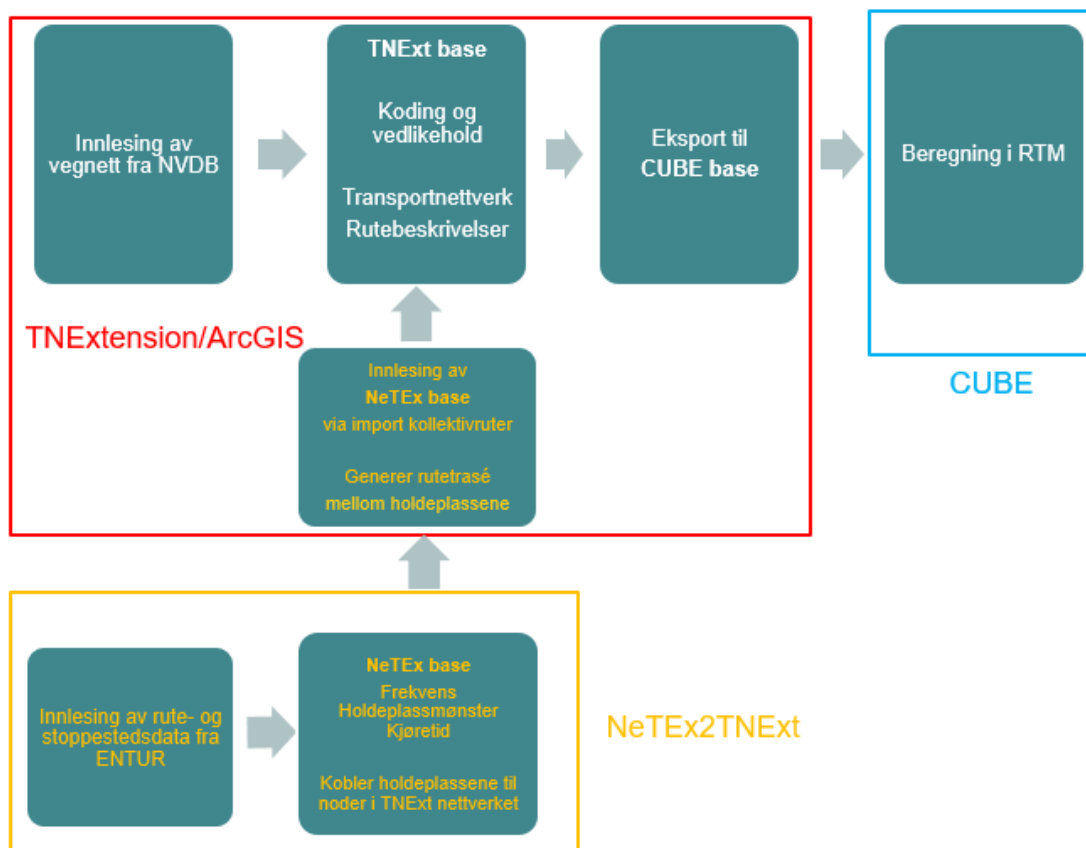 Innlesing av
vegnett fra NVDB
TNExt base
Koding og
vedlikehold
Transportnettverk
Rutebeskrivelser
Eksport til
CUBE base
Beregning i RTM
TNExtension/ArcGIS
CUBE
Innlesing av
NeTEx base
via import kollektivruter
Generer rutetrasé
mellom holdeplassene
Innlesing av rute- og
stoppestedsdata fra
ENTUR
NeTEx base
Frekvens
Holdeplassmønster
Kjøretid
Kobler holdeplassene til
noder i TNExt nettverket
NeTEx2TNExt